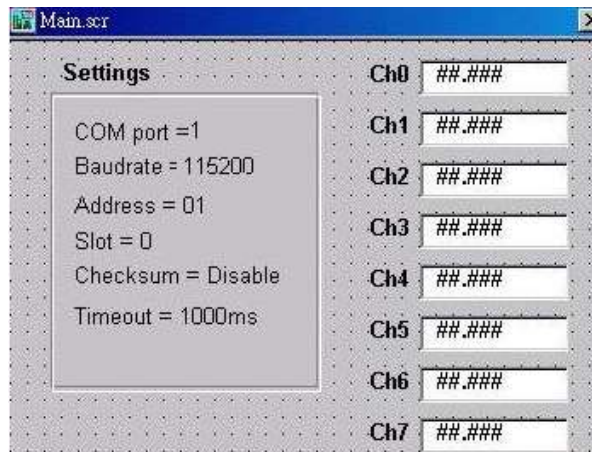 Main.scr
Settings
COM port =1
Baudrate = 115200
Address = 01
Slot = 0
Checksum = Disable
Timeout = 1000ms
Ch0 ##.###
Ch1 ##.###
Ch2 ##.###
Ch3 ##.###
Ch4 ##.###
Ch5 ##.###
Ch6 ##.###
Ch7 ##.###